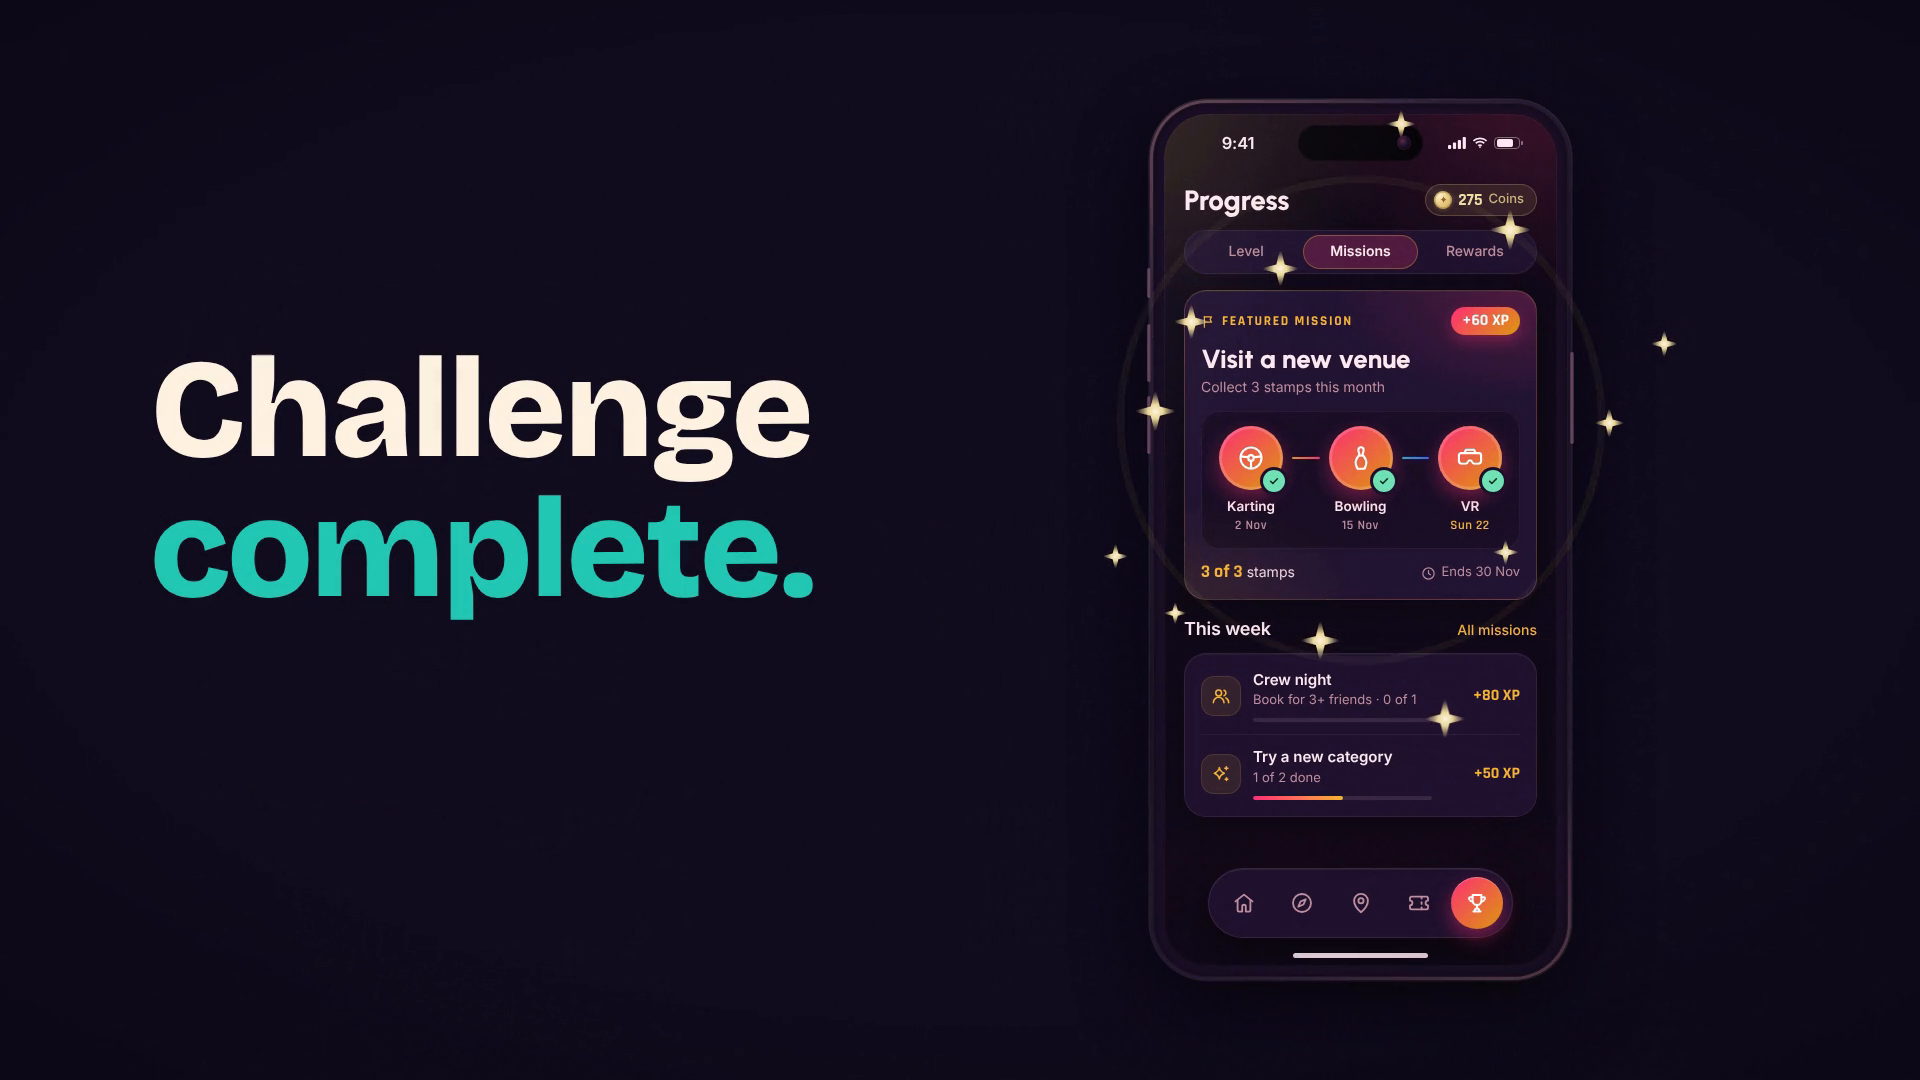 Challenge
complete.
9:41
Progress
275 Coins
Level Missions Rewards
FEATURED MISSION
+60 XP
Visit a new venue
Collect 3 stamps this month
Karting Bowling VR
2 Nov 15 Nov Sun 22
3 of 3 stamps
Ends 30 Nov
This week
All missions
Crew night
Book for 3+ friends · 0 of 1
+80 XP
Try a new category
1 of 2 done
+50 XP